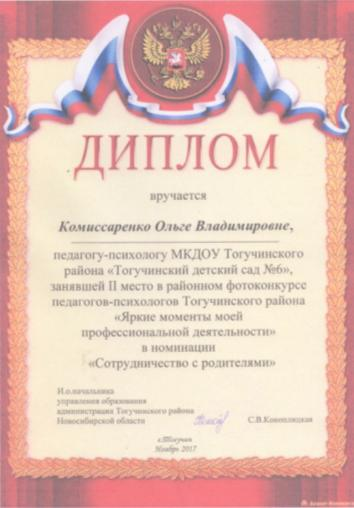 ДИПЛОМ
вручается
Комиссаренко Ольге Владимировне,
педагогу-психологу МКДОУ Тогучинского
района «Тогучинский детский сад №6»,
занявшей II место в районном фотоконкурсе
педагогов-психологов Тогучинского района
«Яркие моменты моей
профессиональной деятельности»
в номинации
«Сотрудничество с родителями»
И.о.начальника
управления образования
администрации Тогучинского района
Новосибирской области
С.В.Коноплицкая
г.Тогучин
Ноябрь 2017